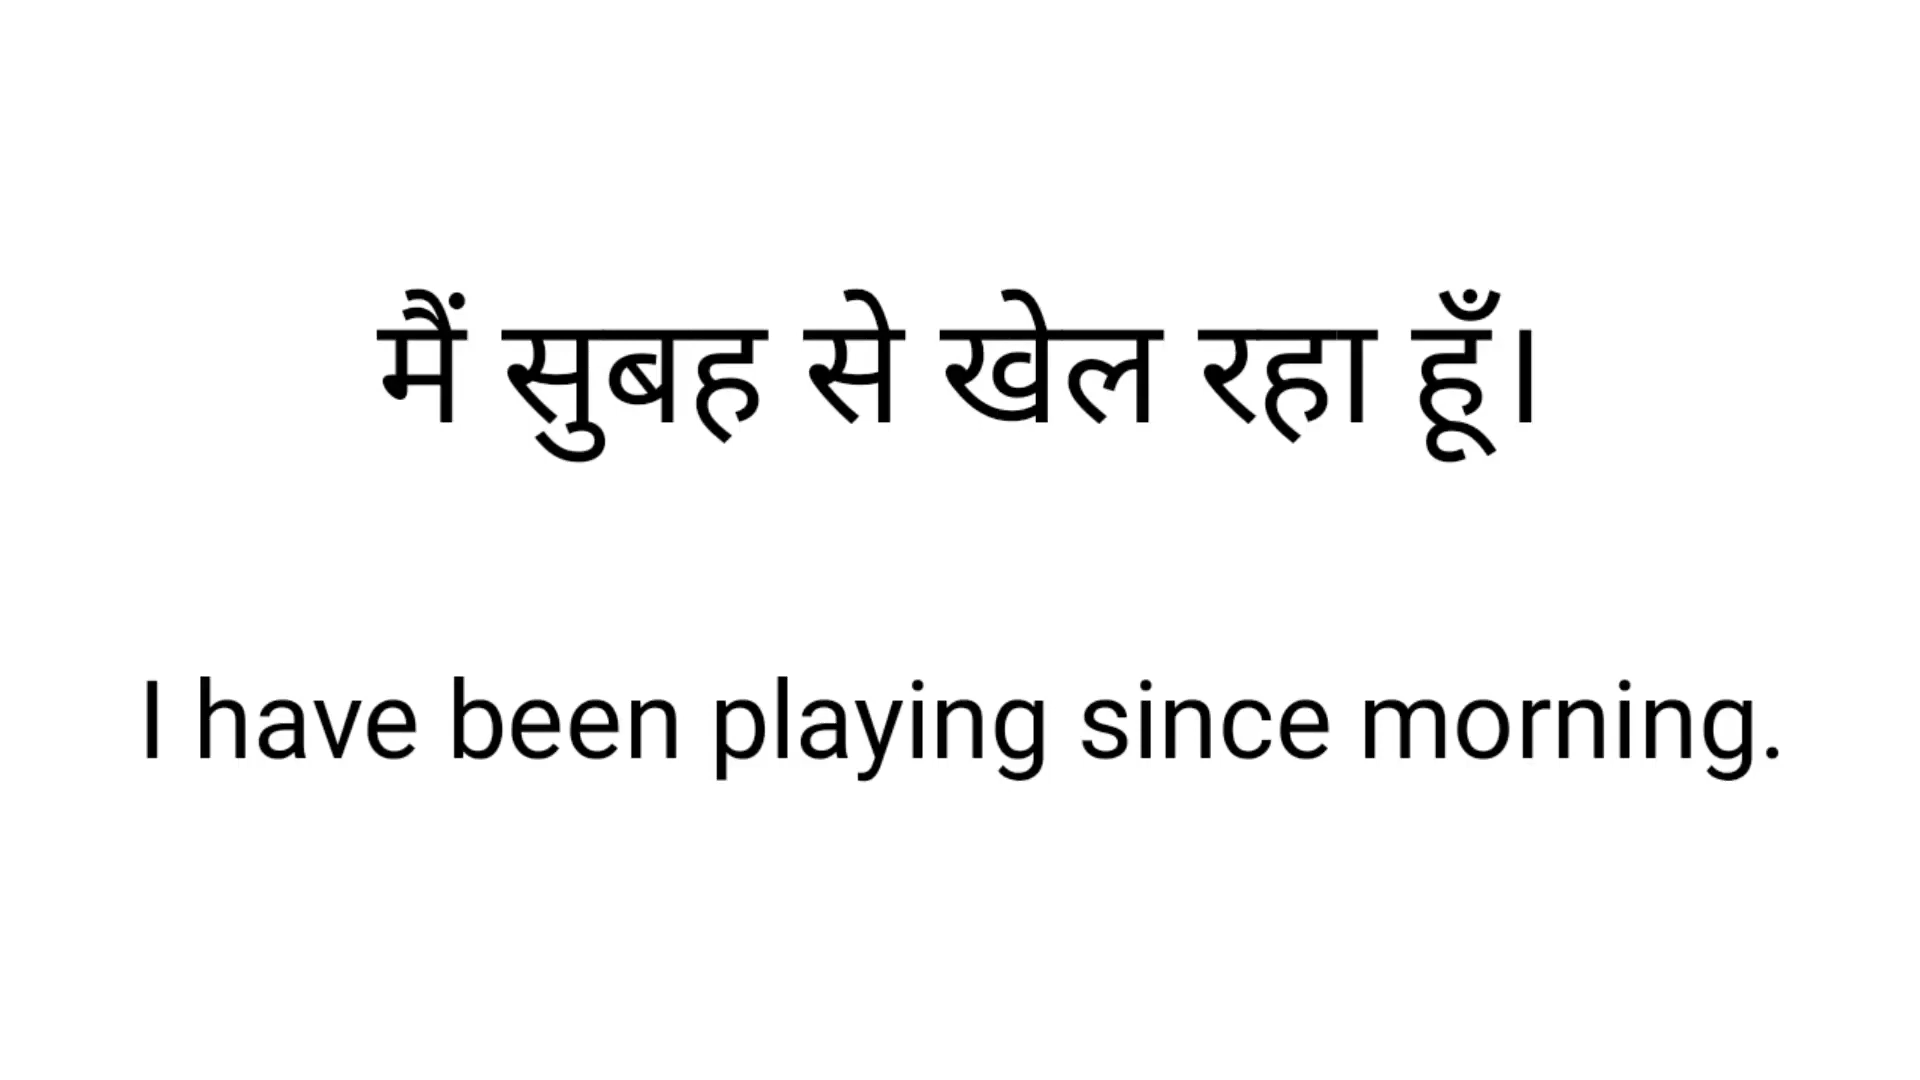 मैं सुबह से खेल रहा हूँ।
I have been playing since morning.